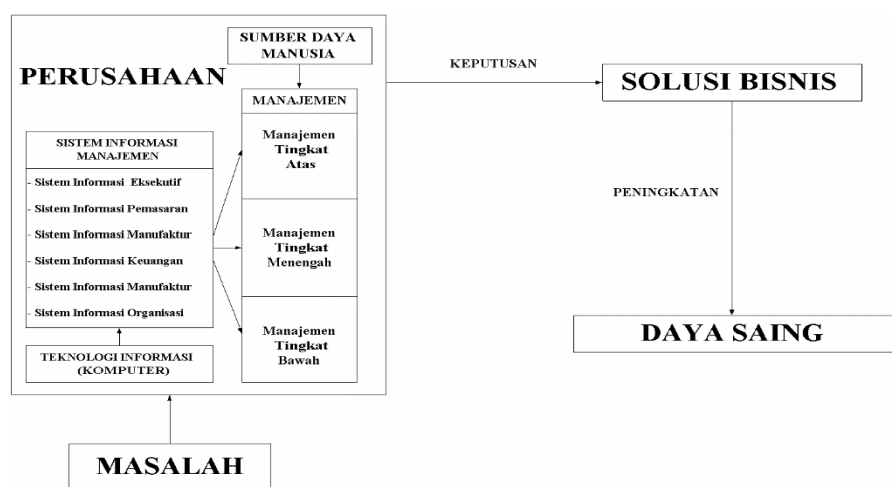 SUMBER DAYA
MANUSIA
PERUSAHAAN
MANAJEMEN
Manajemen
Tingkat
Atas
Manajemen
Tingkat
Menengah
Manajemen
Tingkat
Bawah
SISTEM INFORMASI
MANAJEMEN
- Sistem Informasi Eksekutif
- Sistem Informasi Pemasaran
- Sistem Informasi Manufaktur
- Sistem Informasi Keuangan
- Sistem Informasi Manufaktur
- Sistem Informasi Organisasi
TEKNOLOGI INFORMASI
(KOMPUTER)
MASALAH
KEPUTUSAN
SOLUSI BISNIS
PENINGKATAN
DAYA SAING